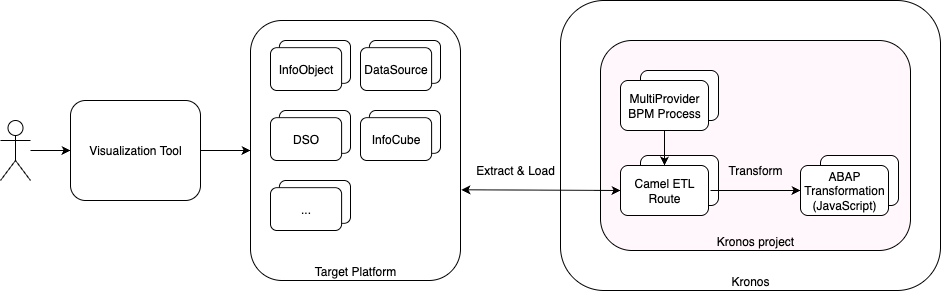 Visualization Tool
InfoObject
DataSource
DSO
InfoCube
...
Target Platform
Extract & Load
MultiProvider
BPM Process
Camel ETL
Route
Transform
ABAP
Transformation
(JavaScript)
Kronos project
Kronos